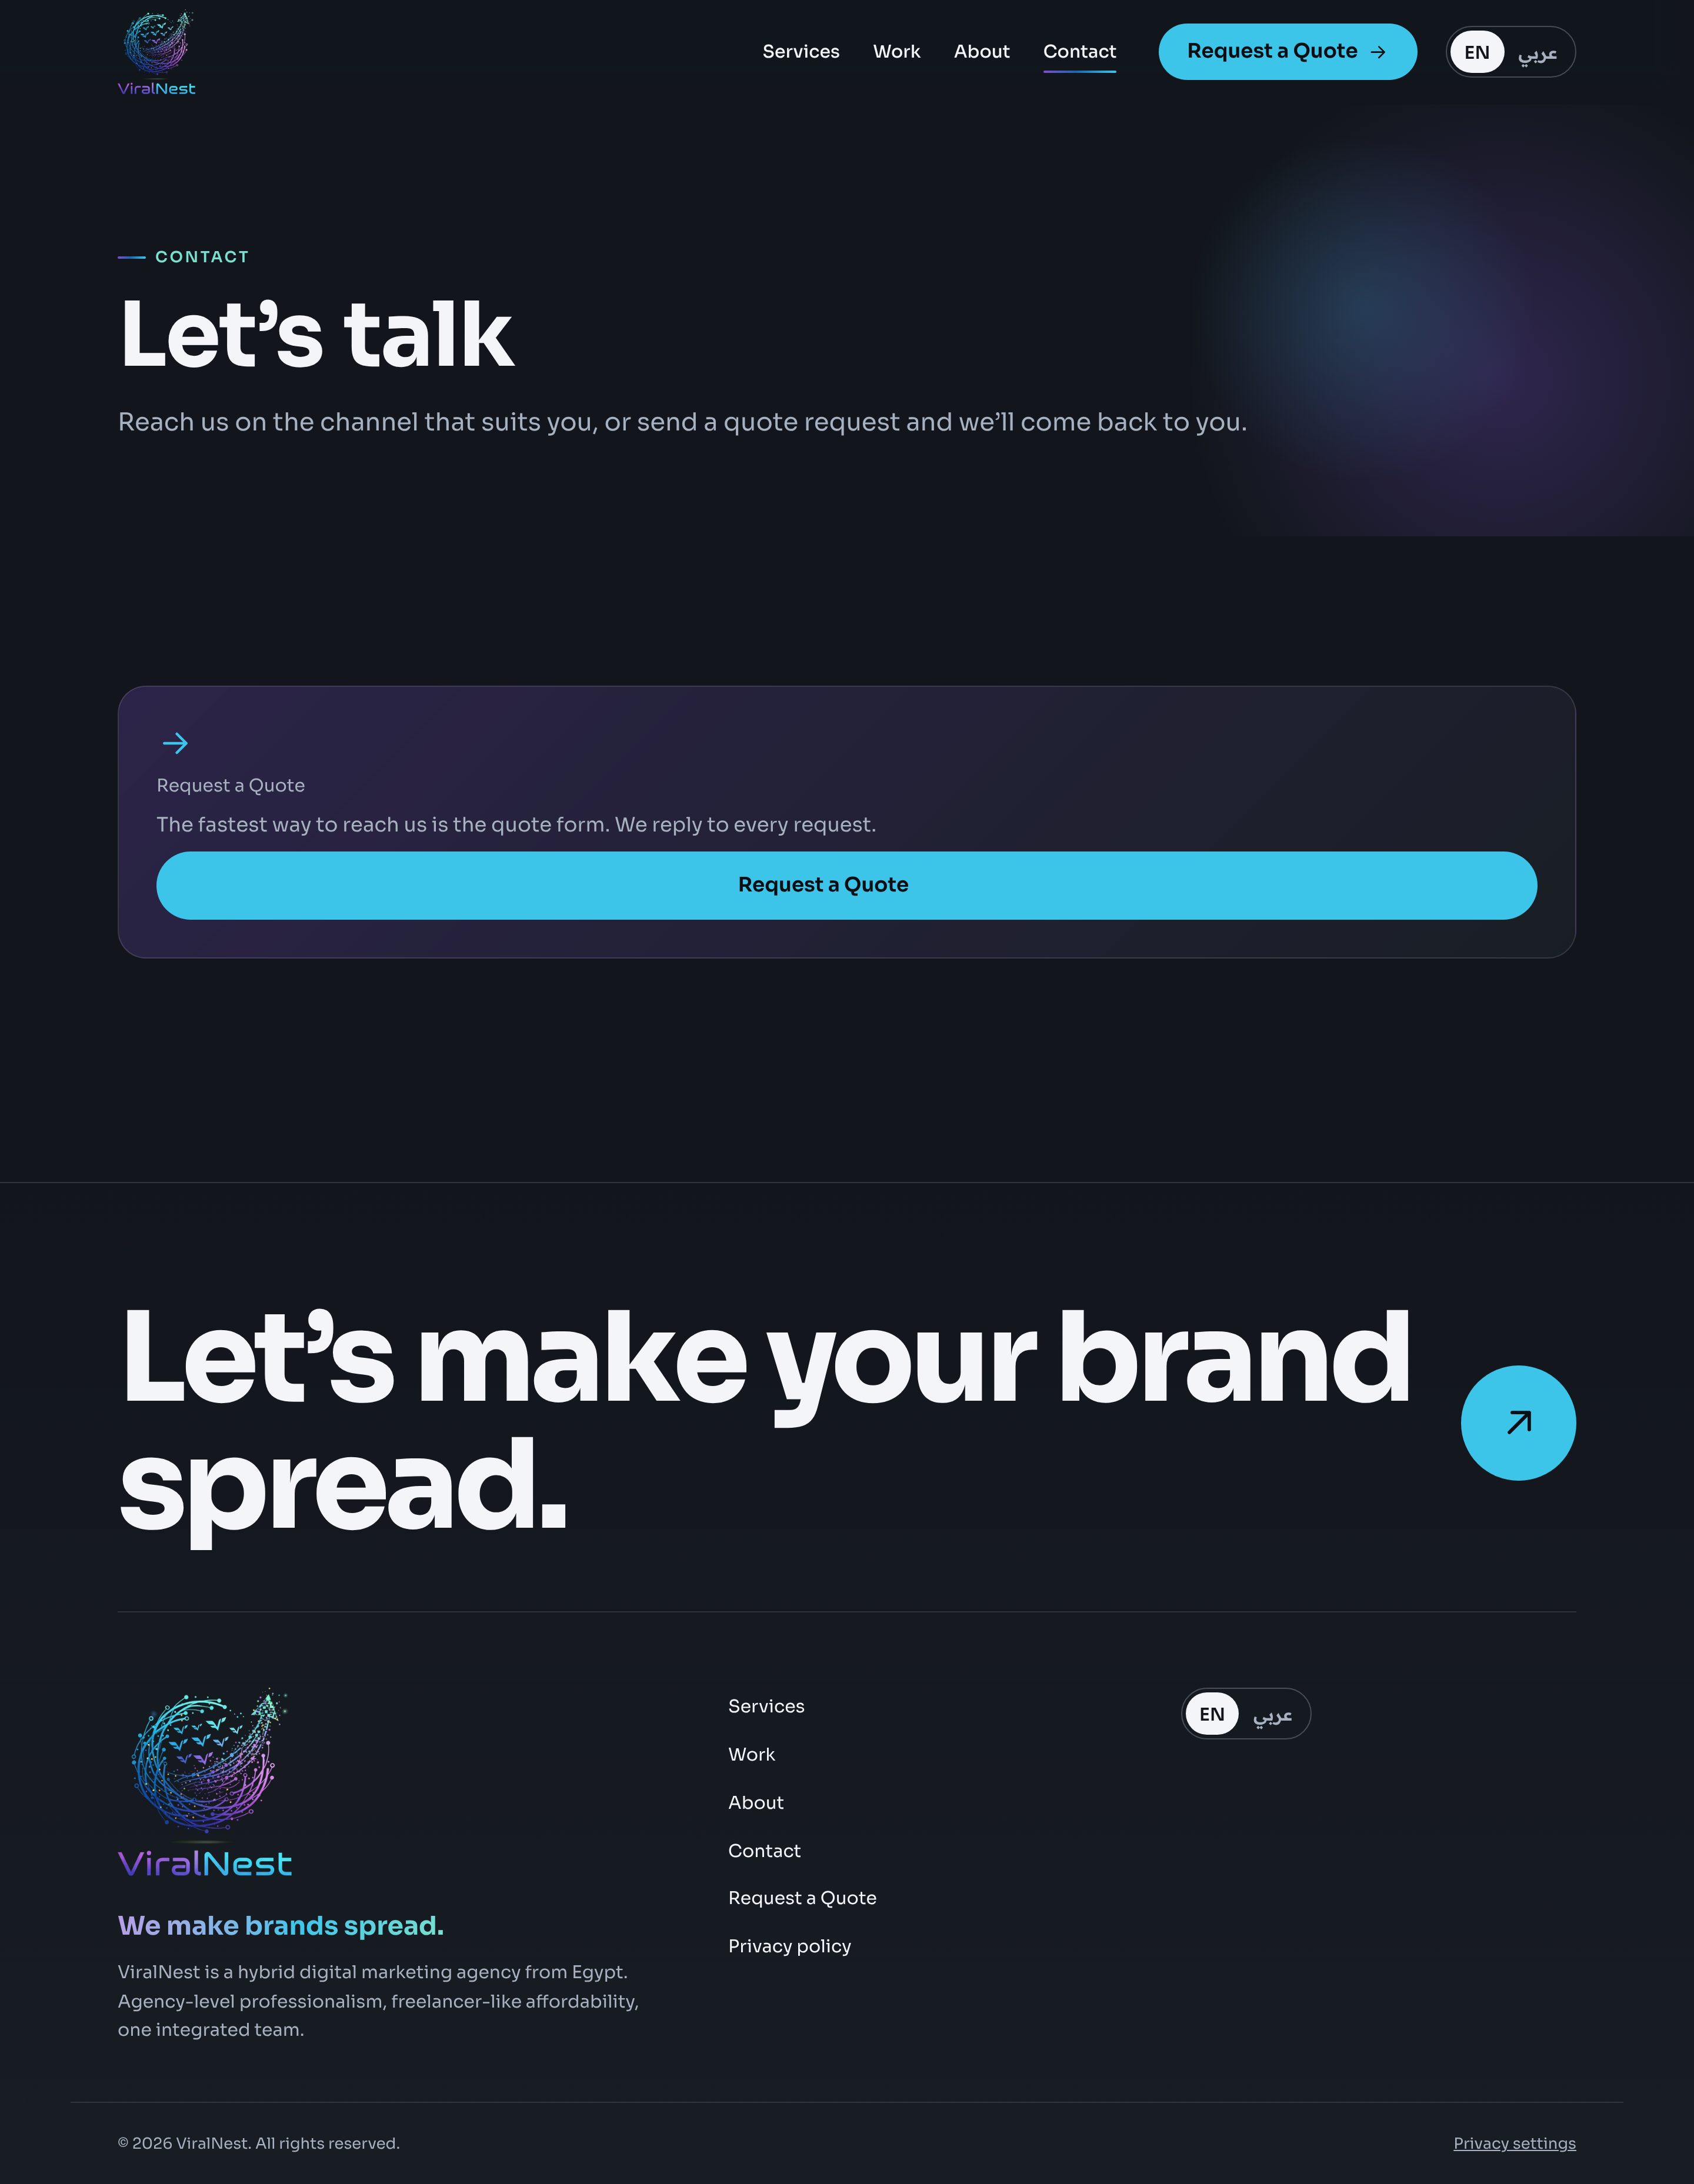 ViralNest
Services
Work
About
Contact
Request a Quote →
EN
عربي
CONTACT
Let’s talk
Reach us on the channel that suits you, or send a quote request and we’ll come back to you.
Request a Quote
The fastest way to reach us is the quote form. We reply to every request.
Request a Quote
Let’s make your brand
spread.
ViralNest
We make brands spread.
ViralNest is a hybrid digital marketing agency from Egypt.
Agency-level professionalism, freelancer-like affordability,
one integrated team.
Services
Work
About
Contact
Request a Quote
Privacy policy
EN
عربي
© 2026 ViralNest. All rights reserved.
Privacy settings